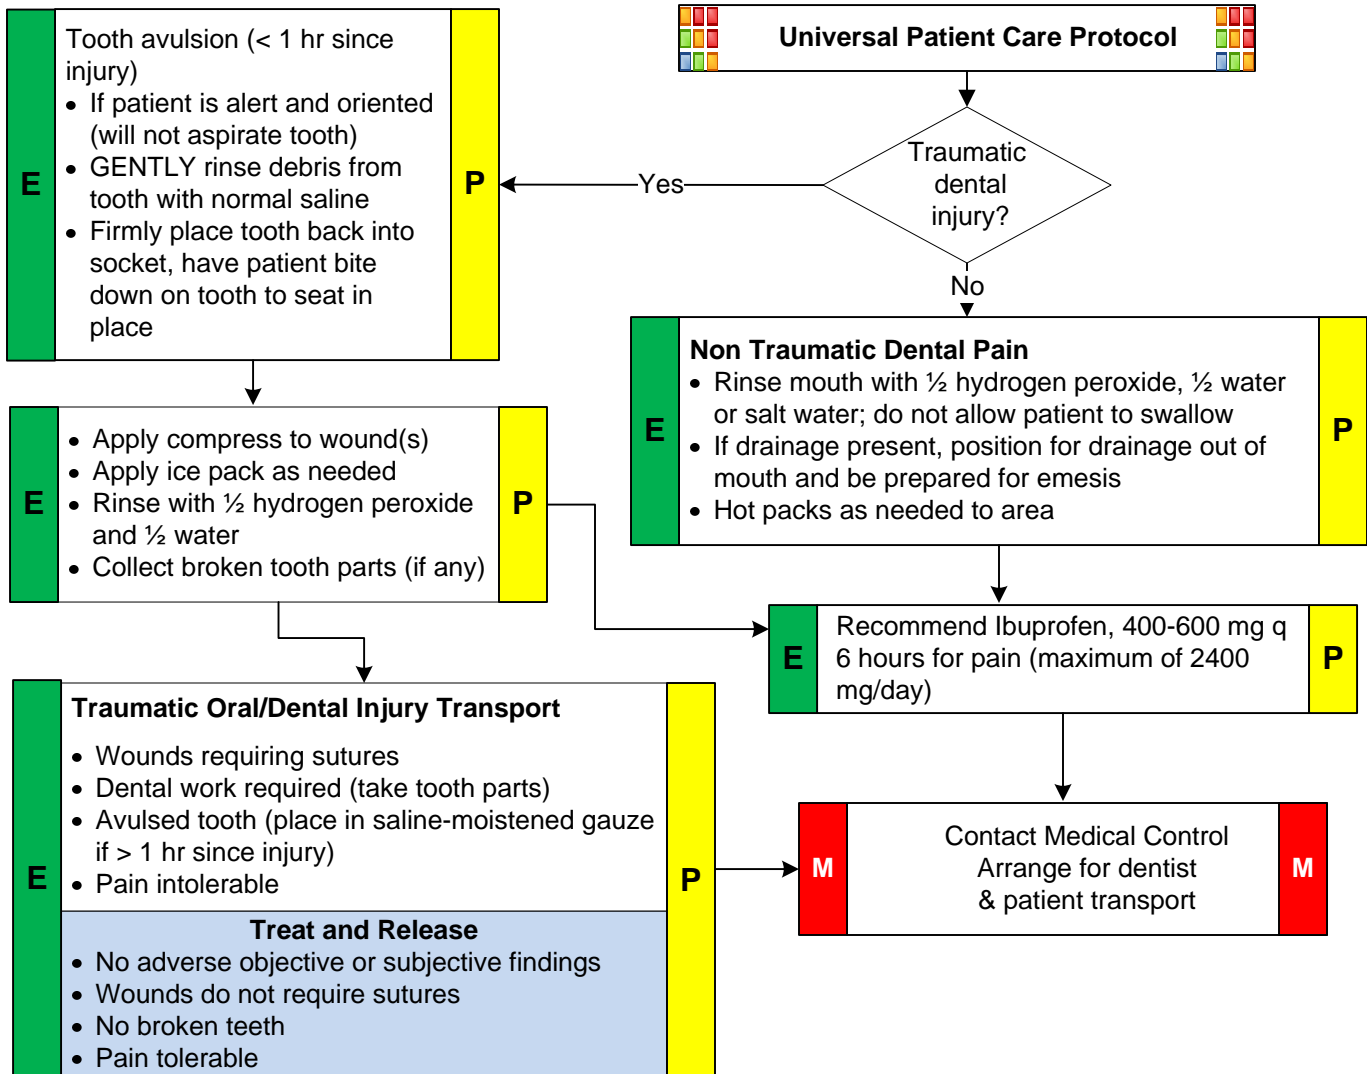 Universal Patient Care Protocol
Traumatic
dental
injury?
Yes
No
E
Tooth avulsion (< 1 hr since
injury)
• If patient is alert and oriented
(will not aspirate tooth)
• GENTLY rinse debris from
tooth with normal saline
• Firmly place tooth back into
socket, have patient bite
down on tooth to seat in
place
P
E
• Apply compress to wound(s)
• Apply ice pack as needed
• Rinse with ½ hydrogen peroxide
and ½ water
• Collect broken tooth parts (if any)
P
E
Traumatic Oral/Dental Injury Transport
• Wounds requiring sutures
• Dental work required (take tooth parts)
• Avulsed tooth (place in saline-moistened gauze
if > 1 hr since injury)
• Pain intolerable
Treat and Release
• No adverse objective or subjective findings
• Wounds do not require sutures
• No broken teeth
• Pain tolerable
P
E
Non Traumatic Dental Pain
• Rinse mouth with ½ hydrogen peroxide, ½ water
or salt water; do not allow patient to swallow
• If drainage present, position for drainage out of
mouth and be prepared for emesis
• Hot packs as needed to area
P
E
Recommend Ibuprofen, 400-600 mg q
6 hours for pain (maximum of 2400
mg/day)
P
M
Contact Medical Control
Arrange for dentist
& patient transport
M